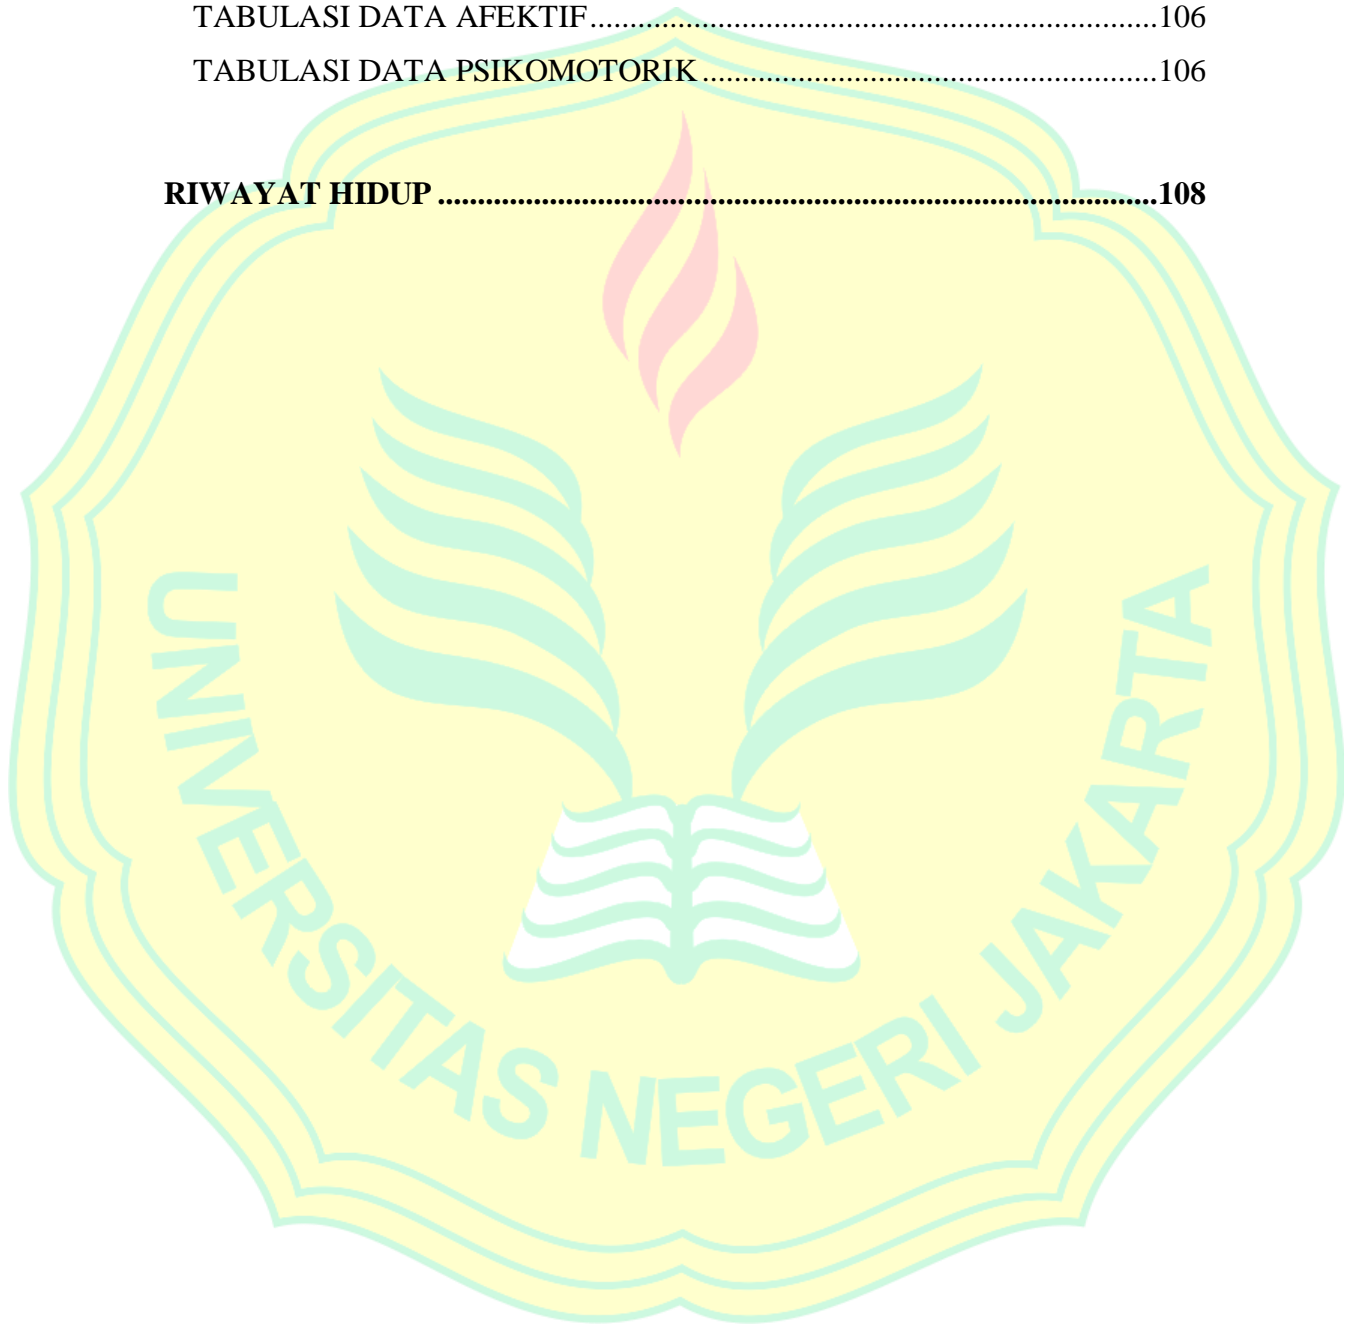 TABULASI DATA AFEKTIF.......................................................................106
TABULASI DATA PSIKOMOTORIK.........................................................106
RIWAYAT HIDUP..........................................................................................108
UNIVERSITAS NEGERI JAKARTA